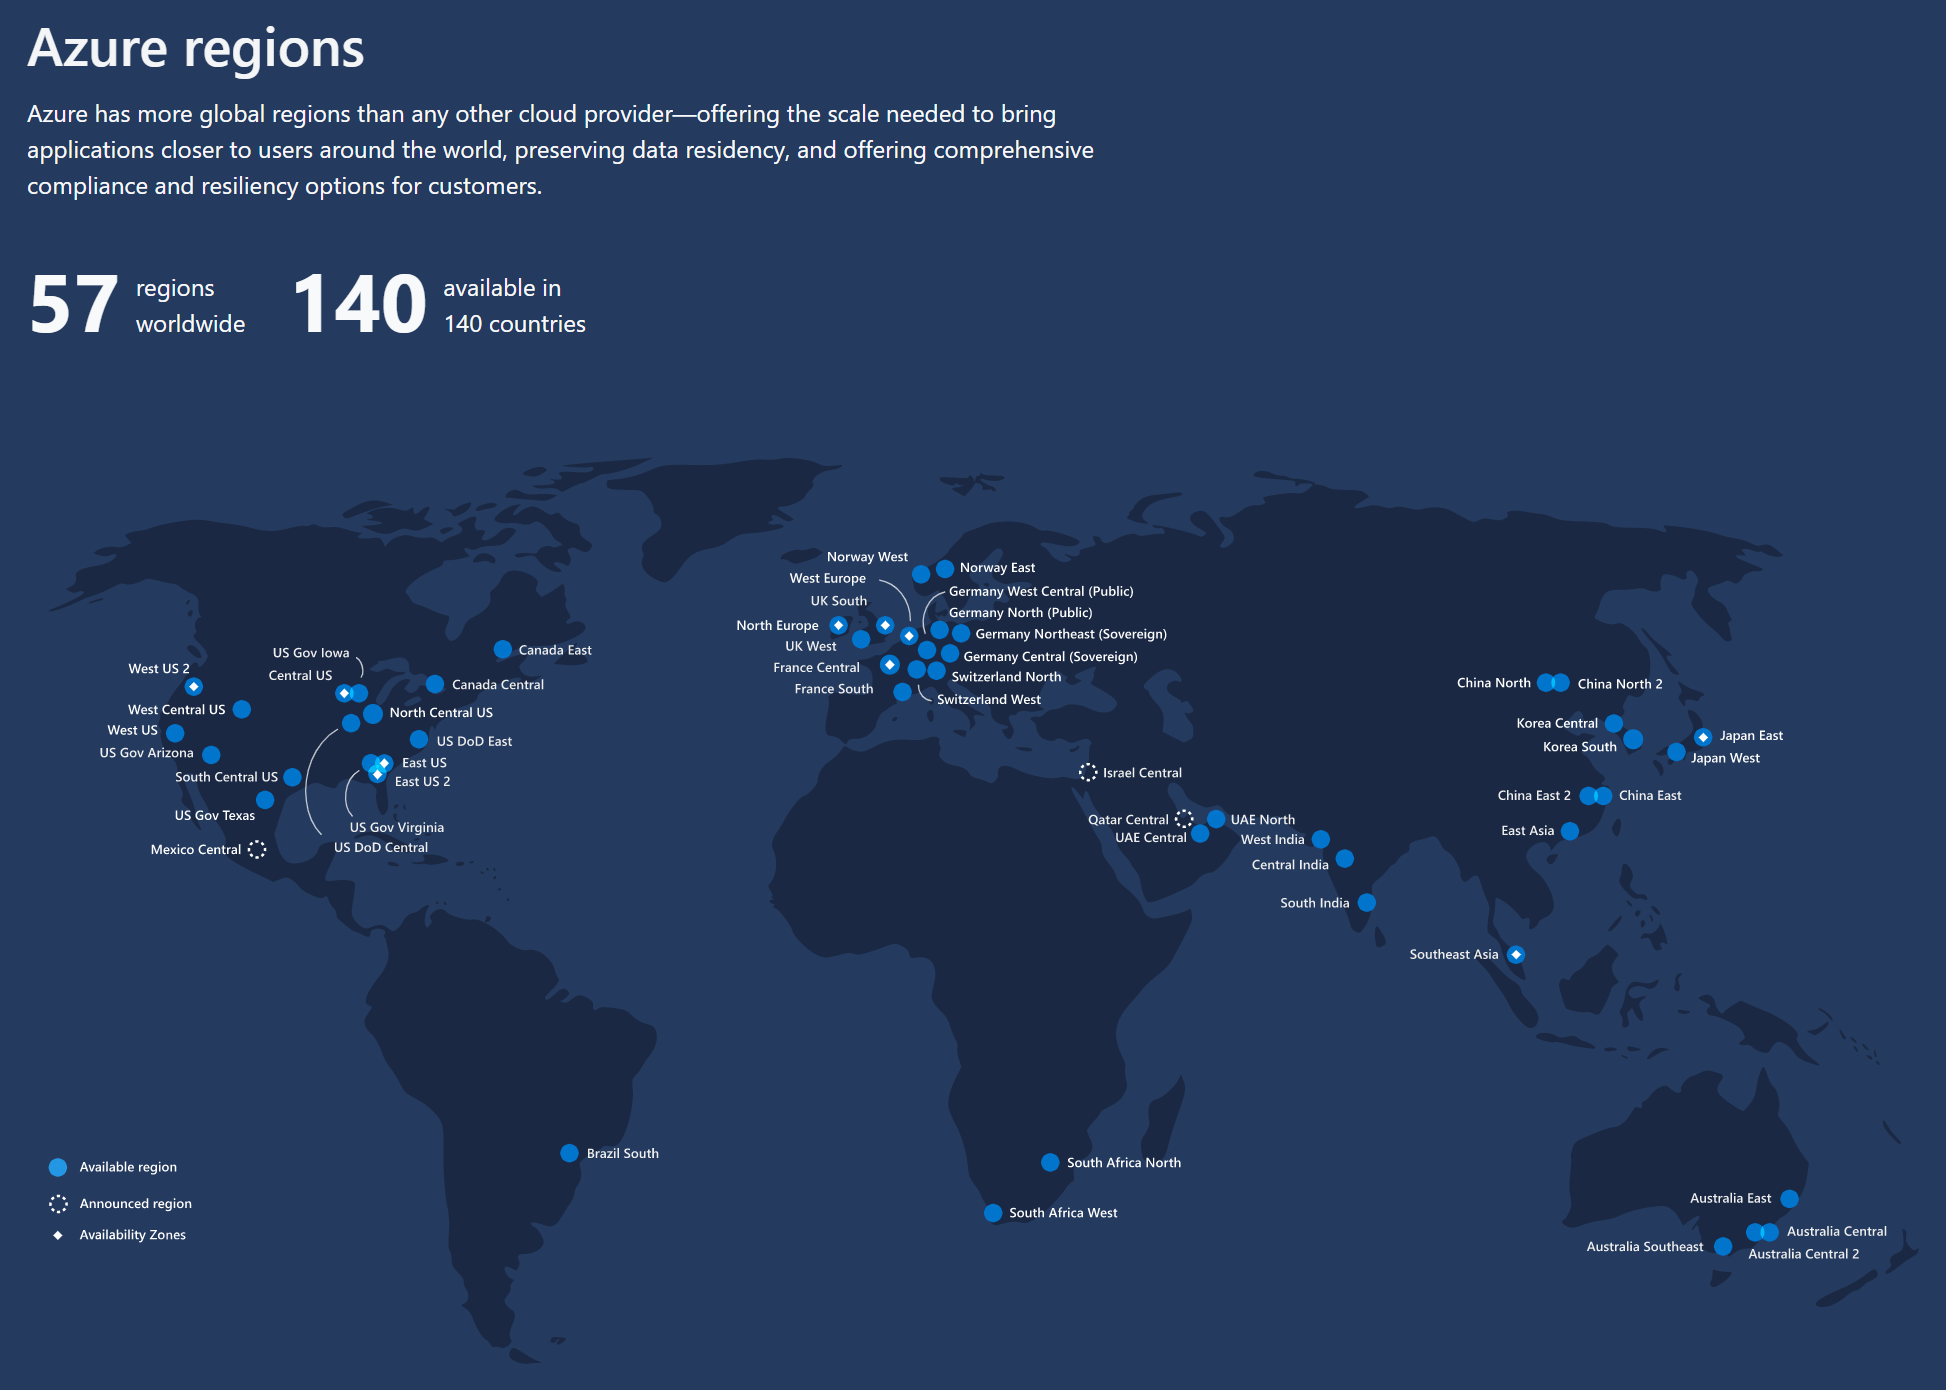 Azure regions
Azure has more global regions than any other cloud provider—offering the scale needed to bring
applications closer to users around the world, preserving data residency, and offering comprehensive
compliance and resiliency options for customers.
57 regions worldwide
140 available in 140 countries
Norway West
Norway East
West Europe
Germany West Central (Public)
UK South
Germany North (Public)
North Europe
Germany Northeast (Sovereign)
UK West
Germany Central (Sovereign)
France Central
Switzerland North
France South
Switzerland West
US Gov Iowa
Canada East
West US 2
Central US
Canada Central
West Central US
North Central US
West US
US DoD East
US Gov Arizona
East US
South Central US
East US 2
US Gov Texas
US Gov Virginia
US DoD Central
Mexico Central
China North
China North 2
Korea Central
Japan East
Korea South
Japan West
Israel Central
China East 2
China East
Qatar Central
UAE North
East Asia
UAE Central
West India
Central India
South India
Southeast Asia
Brazil South
South Africa North
South Africa West
Australia East
Australia Central
Australia Southeast
Australia Central 2
Available region
Announced region
Availability Zones